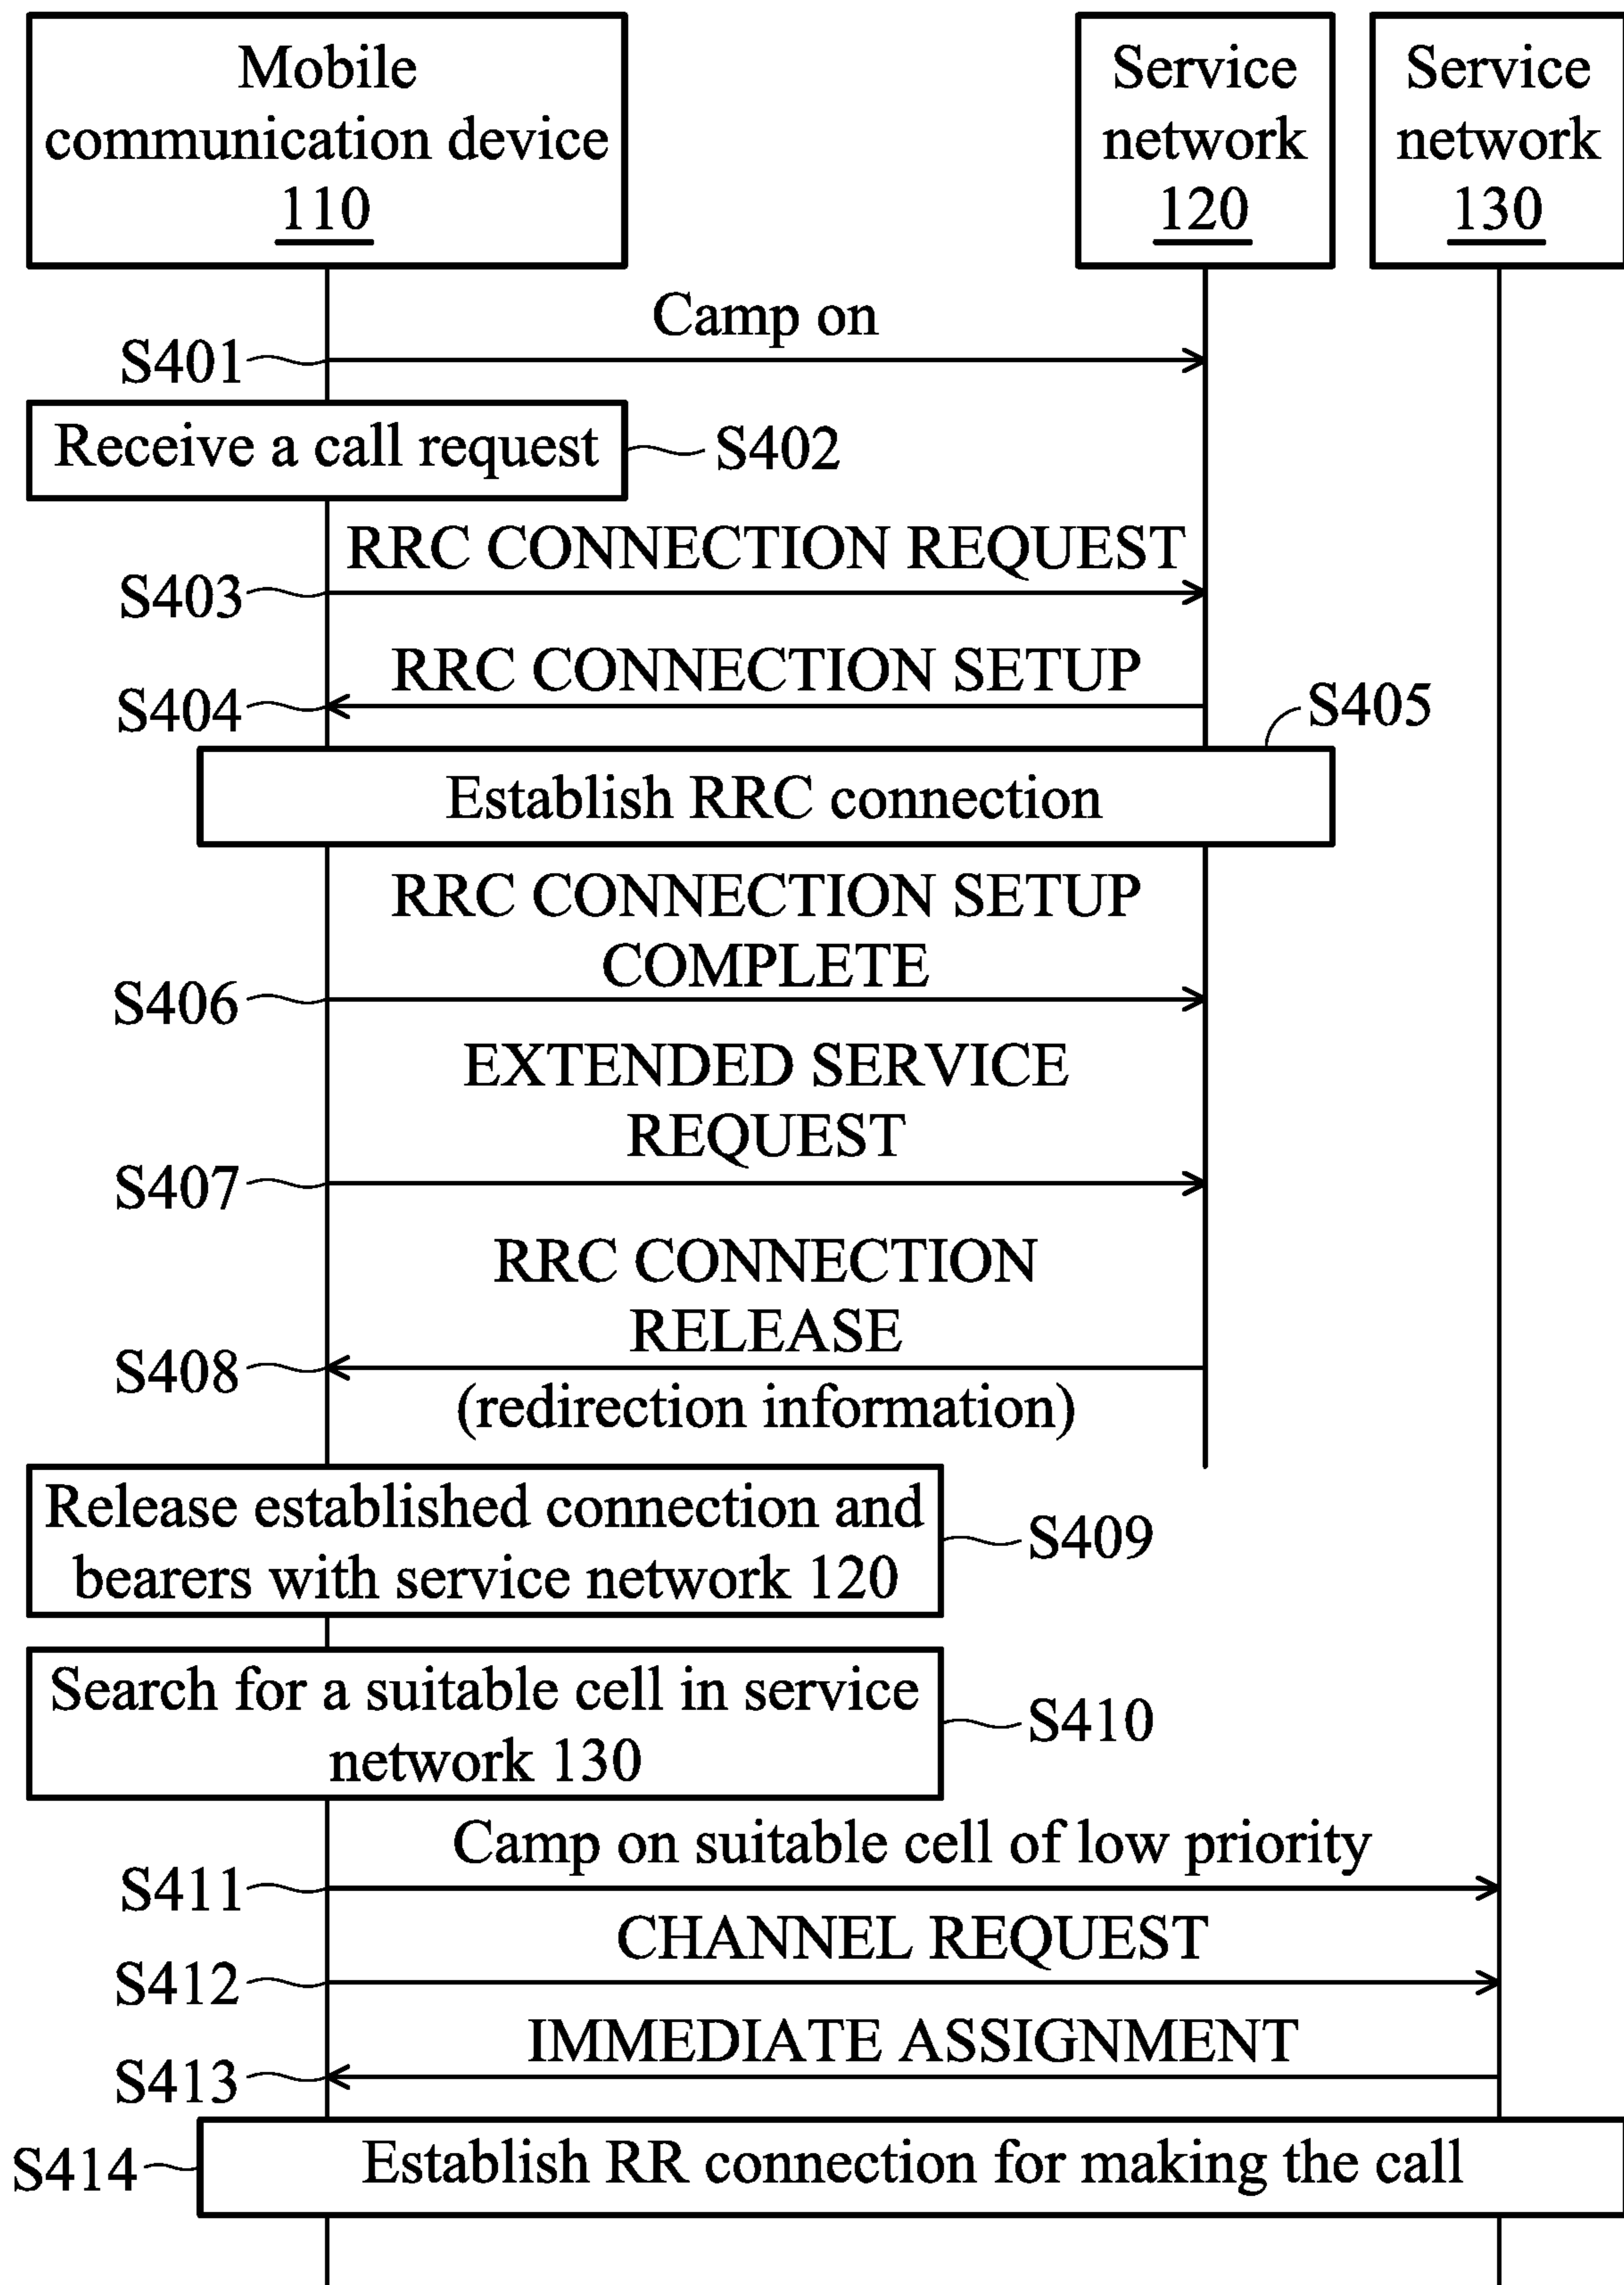 Mobile
communication device
110
Service
network
120
Service
network
130
Camp on
S401
Receive a call request
S402
RRC CONNECTION REQUEST
S403
RRC CONNECTION SETUP
S404
S405
Establish RRC connection
RRC CONNECTION SETUP
COMPLETE
S406
EXTENDED SERVICE
REQUEST
S407
RRC CONNECTION
RELEASE
S408
(redirection information)
Release established connection and
bearers with service network 120
S409
Search for a suitable cell in service
network 130
S410
Camp on suitable cell of low priority
S411
CHANNEL REQUEST
S412
IMMEDIATE ASSIGNMENT
S413
Establish RR connection for making the call
S414